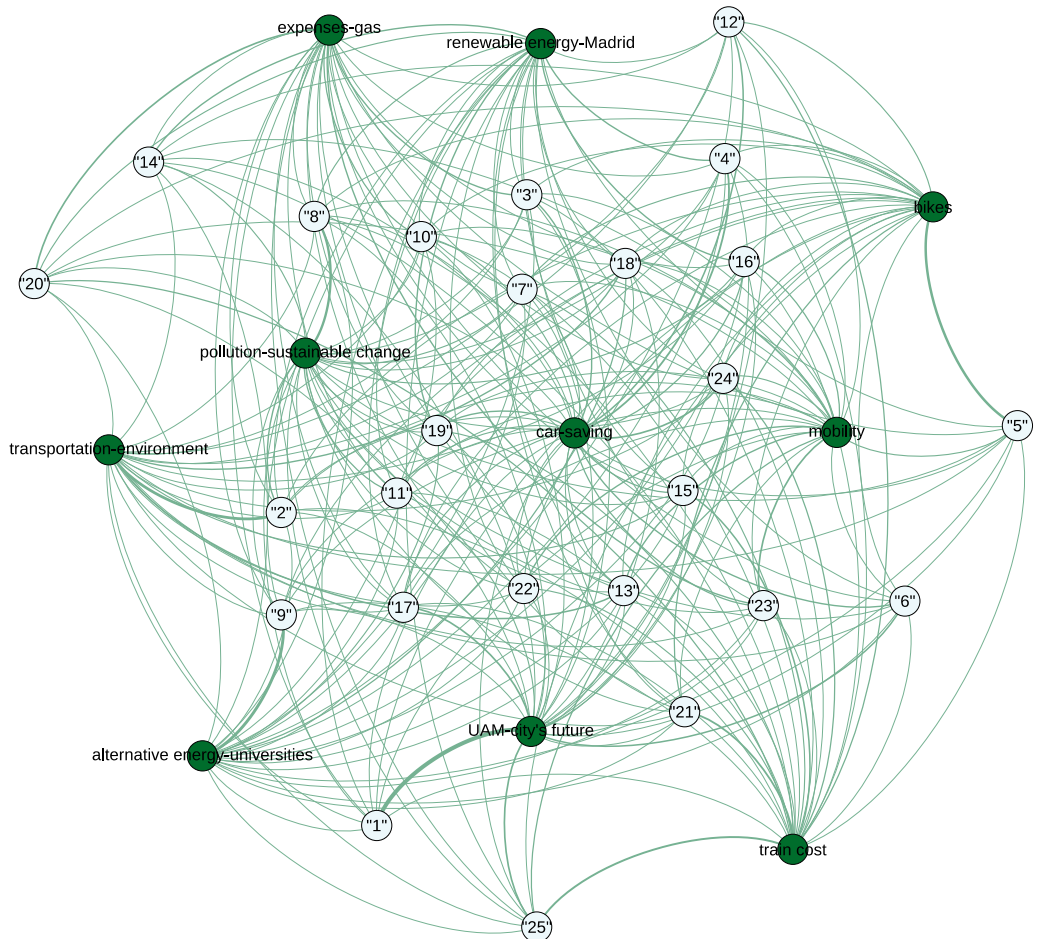 expenses-gas
"12"
renewable energy-Madrid
"14"
"4"
"3"
bikes
"8"
"10"
"18"
"16"
"20"
"7"
pollution-sustainable change
"24"
"19"
car-saving
mobility
"5"
transportation-environment
"11"
"15"
"2"
"22"
"13"
"6"
"9"
"17"
"23"
"21"
UAM-city's future
alternative energy-universities
"1"
train cost
"25"